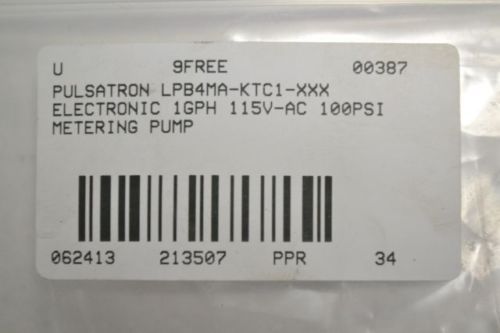 U 9FREE 00387
PULSATRON LPB4MA-KTC1-XXX
ELECTRONIC 1GPH 115V-AC 100PSI
METERING PUMP
062413 213507 PPR 34